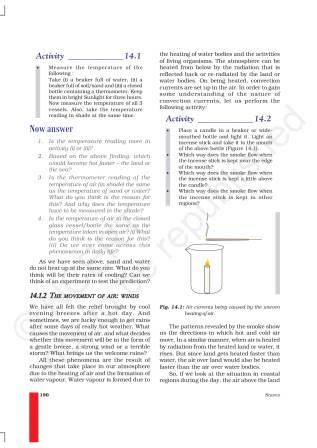 Activity ______________ 14.1
• Measure the temperature of the
following :
Take (i) a beaker full of water, (ii) a
beaker full of soil/sand and (iii) a closed
bottle containing a thermometer. Keep
them in bright Sunlight for three hours.
Now measure the temperature of all 3
vessels. Also, take the temperature
reading in shade at the same time.
Now answer
1. Is the temperature reading more in
activity (i) or (ii)?
2. Based on the above finding, which
would become hot faster – the land or
the sea?
3. Is the thermometer reading of the
temperature of air (in shade) the same
as the temperature of sand or water?
What do you think is the reason for
this? And why does the temperature
have to be measured in the shade?
4. Is the temperature of air in the closed
glass vessel/bottle the same as the
temperature taken in open air? (i) What
do you think is the reason for this?
(ii) Do we ever come across this
phenomenon in daily life?
As we have seen above, sand and water
do not heat up at the same rate. What do you
think will be their rates of cooling? Can we
think of an experiment to test the prediction?
14.1.2 THE MOVEMENT OF AIR: WINDS
We have all felt the relief brought by cool
evening breezes after a hot day. And
sometimes, we are lucky enough to get rains
after some days of really hot weather. What
causes the movement of air, and what decides
whether this movement will be in the form of
a gentle breeze, a strong wind or a terrible
storm? What brings us the welcome rains?
All these phenomena are the result of
changes that take place in our atmosphere
due to the heating of air and the formation of
water vapour. Water vapour is formed due to
the heating of water bodies and the activities
of living organisms. The atmosphere can be
heated from below by the radiation that is
reflected back or re-radiated by the land or
water bodies. On being heated, convection
currents are set up in the air. In order to gain
some understanding of the nature of
convection currents, let us perform the
following activity:
Activity ______________ 14.2
• Place a candle in a beaker or wide-
mouthed bottle and light it. Light an
incense stick and take it to the mouth
of the above bottle (Figure 14.1).
• Which way does the smoke flow when
the incense stick is kept near the edge
of the mouth?
• Which way does the smoke flow when
the incense stick is kept a little above
the candle?
• Which way does the smoke flow when
the incense stick is kept in other
regions?
Fig. 14.1: Air currents being caused by the uneven
heating of air.
The patterns revealed by the smoke show
us the directions in which hot and cold air
move. In a similar manner, when air is heated
by radiation from the heated land or water, it
rises. But since land gets heated faster than
water, the air over land would also be heated
faster than the air over water bodies.
So, if we look at the situation in coastal
regions during the day, the air above the land
190
SCIENCE